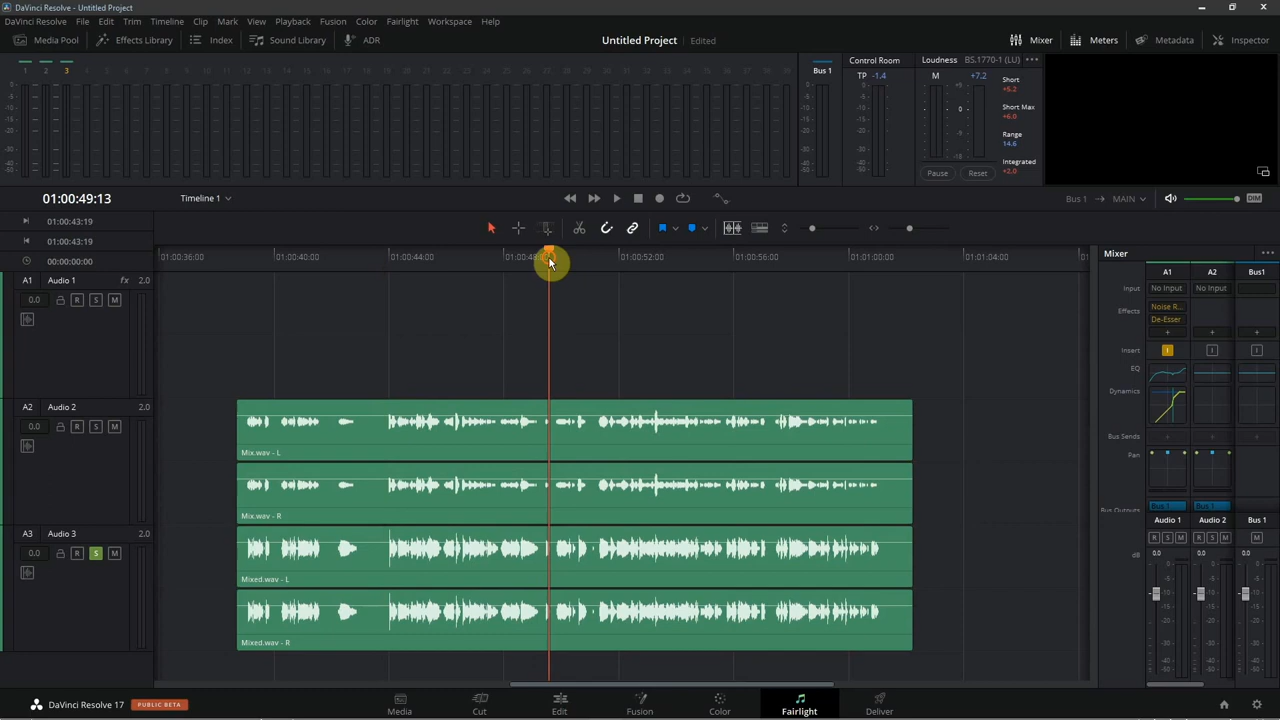 DaVinci Resolve - Untitled Project
DaVinci Resolve File Edit Trim Timeline Clip Mark View Playback Fusion Color Fairlight Workspace Help
Media Pool Effects Library Index Sound Library ADR Untitled Project Edited Mixer Meters Metadata Inspector
Bus 1 Control Room Loudness BS.1770-1 (LU)
TP -1.4 M +7.2
Short
+5.2
Short Max
+6.0
Range
14.6
Integrated
+2.0
Pause Reset
01:00:49:13 Timeline 1 Bus 1 MAIN DIM
01:00:43:19
01:00:43:19
00:00:00:00
01:00:36:00 01:00:40:00 01:00:44:00 01:00:52:00 01:00:56:00 01:01:00:00 01:01:04:00
A1 Audio 1 fx 2.0
0.0 R S M
A2 Audio 2 2.0
0.0 R S M
Mix.wav - L
Mix.wav - R
A3 Audio 3 2.0
0.0 R S M
Mixed.wav - L
Mixed.wav - R
Mixer
A1 A2 Bus1
Input No Input No Input
Effects Noise R...
De-Esser
Insert
EQ
Dynamics
Bus Sends
Pan
Bus Outputs Bus 1 Bus 1
Audio 1 Audio 2 Bus 1
R S M R S M M
dB 0.0 0.0 0.0
DaVinci Resolve 17 PUBLIC BETA
Media Cut Edit Fusion Color Fairlight Deliver